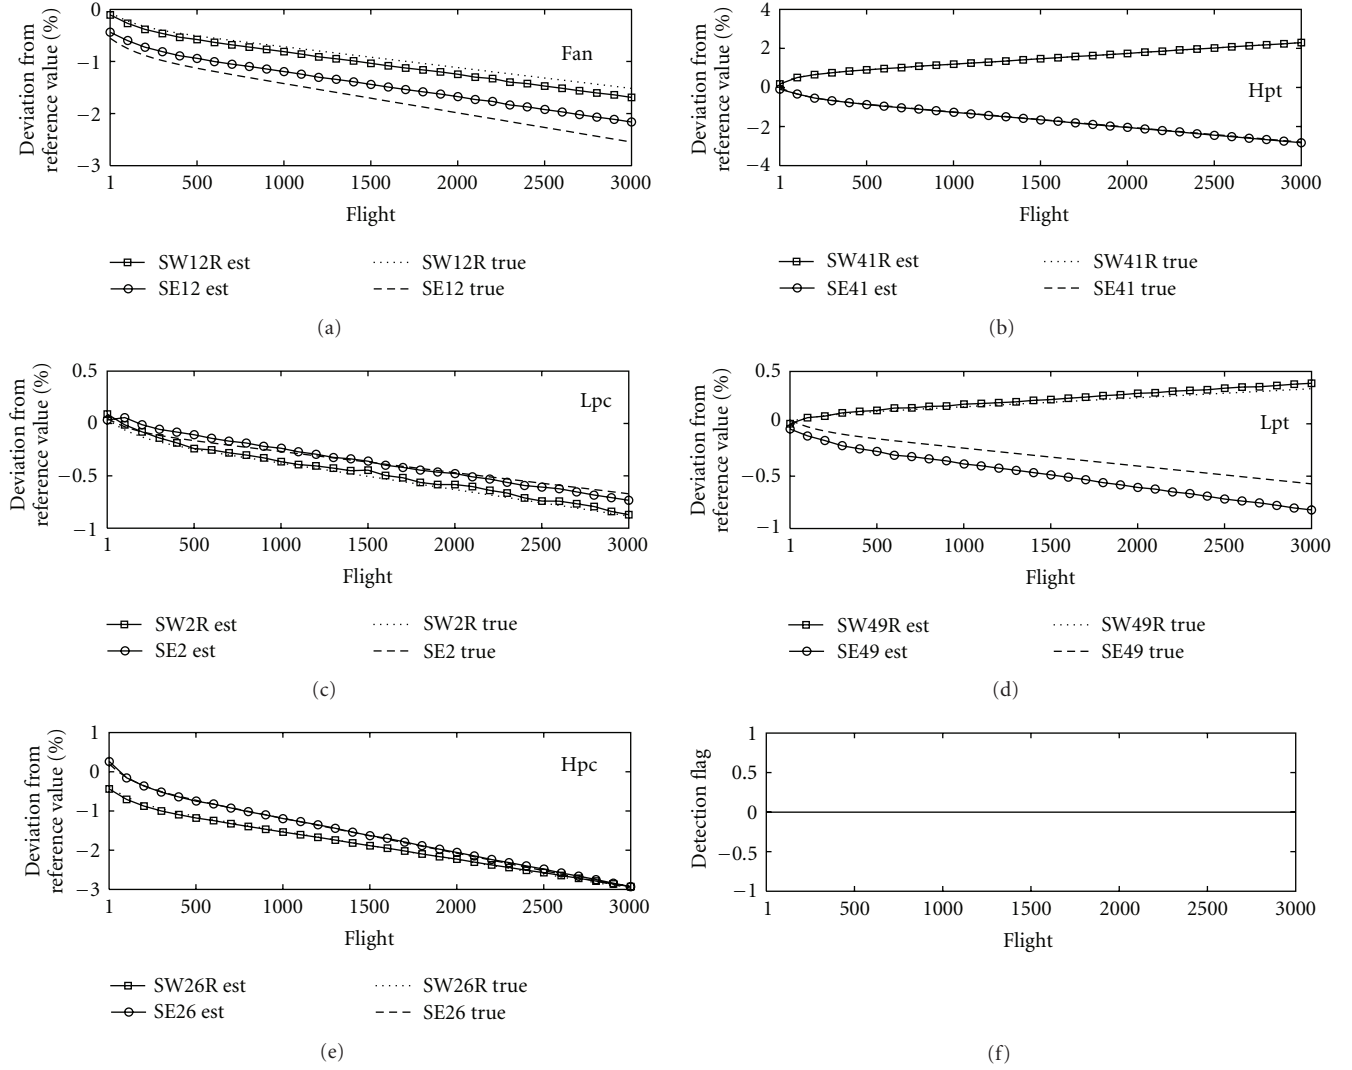 Deviation from
reference value (%)
0
−1
−2
−3
Fan
1 500 1000 1500 2000 2500 3000
Flight
SW12R est
SW12R true
SE12 est
SE12 true
(a)
Deviation from
reference value (%)
4
2
0
−2
−4
Hpt
1 500 1000 1500 2000 2500 3000
Flight
SW41R est
SW41R true
SE41 est
SE41 true
(b)
Deviation from
reference value (%)
0.5
0
−0.5
−1
Lpc
1 500 1000 1500 2000 2500 3000
Flight
SW2R est
SW2R true
SE2 est
SE2 true
(c)
Deviation from
reference value (%)
0.5
0
−0.5
−1
Lpt
1 500 1000 1500 2000 2500 3000
Flight
SW49R est
SW49R true
SE49 est
SE49 true
(d)
Deviation from
reference value (%)
1
0
−1
−2
−3
Hpc
1 500 1000 1500 2000 2500 3000
Flight
SW26R est
SW26R true
SE26 est
SE26 true
(e)
Detection flag
1
0.5
0
−0.5
−1
1 500 1000 1500 2000 2500 3000
Flight
(f)